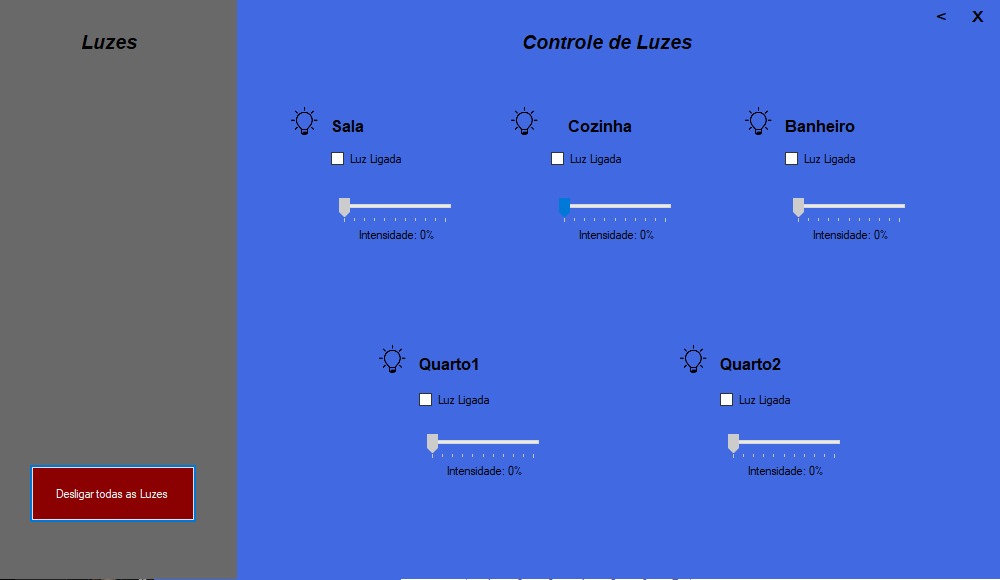 < X
Luzes
Controle de Luzes
Sala
Cozinha
Banheiro
Luz Ligada
Luz Ligada
Luz Ligada
Intensidade: 0%
Intensidade: 0%
Intensidade: 0%
Quarto1
Quarto2
Luz Ligada
Luz Ligada
Intensidade: 0%
Intensidade: 0%
Desligar todas as Luzes